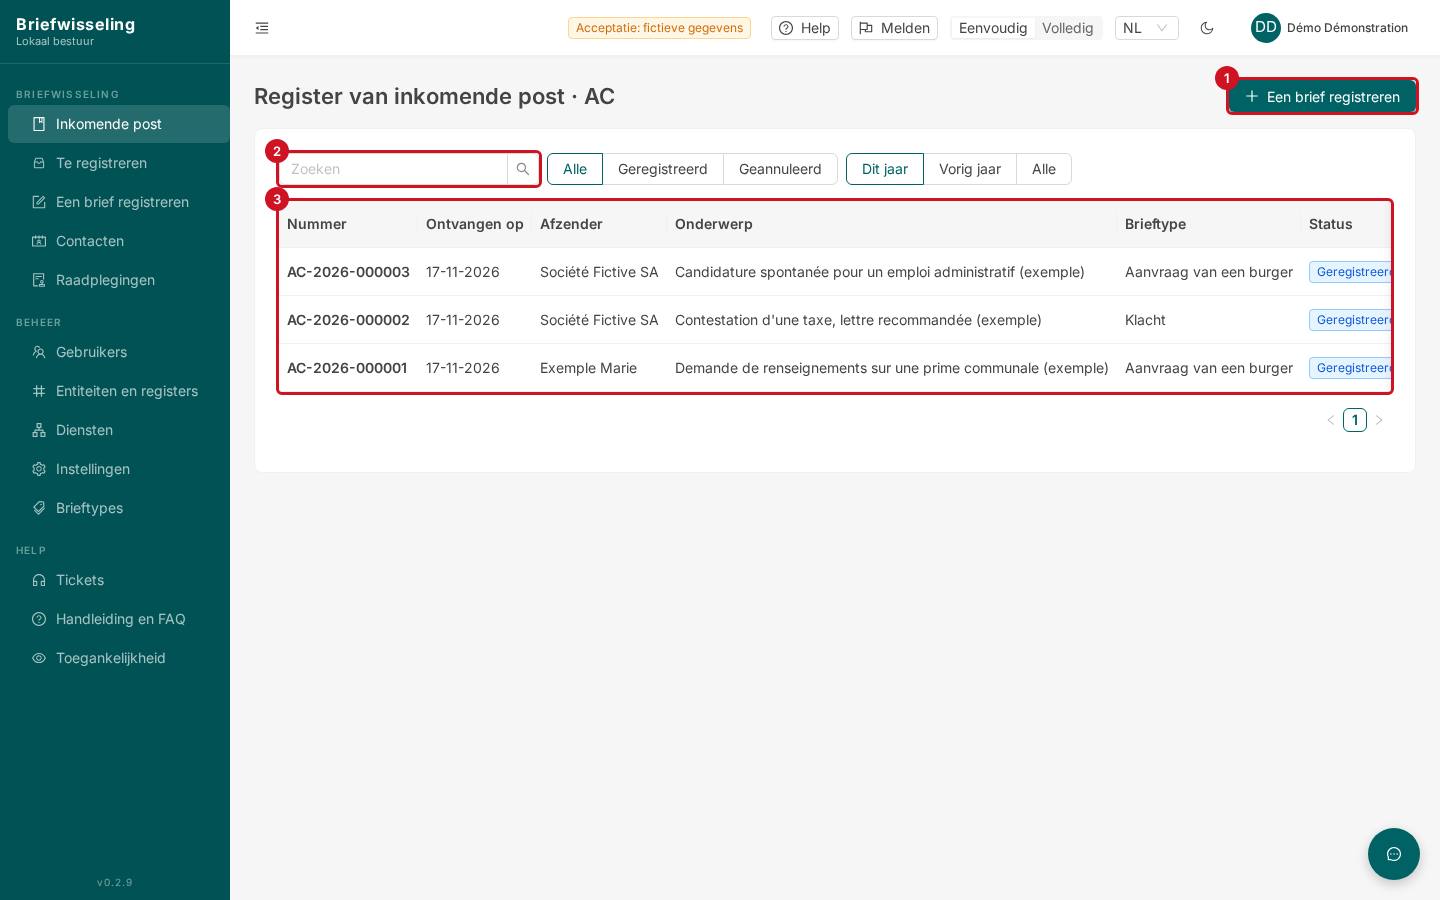 Briefwisseling
Lokaal bestuur
BRIEFWISSELING
Inkomende post
Te registreren
Een brief registreren
Contacten
Raadplegingen
BEHEER
Gebruikers
Entiteiten en registers
Diensten
Instellingen
Brieftypes
HELP
Tickets
Handleiding en FAQ
Toegankelijkheid
v0.2.9
Acceptatie: fictieve gegevens Help Melden Eenvoudig Volledig NL DD Démo Démonstration
Register van inkomende post · AC
1 Een brief registreren
2 Zoeken Alle Geregistreerd Geannuleerd Dit jaar Vorig jaar Alle
3
Nummer Ontvangen op Afzender Onderwerp Brieftype Status
AC-2026-000003 17-11-2026 Société Fictive SA Candidature spontanée pour un emploi administratif (exemple) Aanvraag van een burger Geregistreerd
AC-2026-000002 17-11-2026 Société Fictive SA Contestation d'une taxe, lettre recommandée (exemple) Klacht Geregistreerd
AC-2026-000001 17-11-2026 Exemple Marie Demande de renseignements sur une prime communale (exemple) Aanvraag van een burger Geregistreerd
1